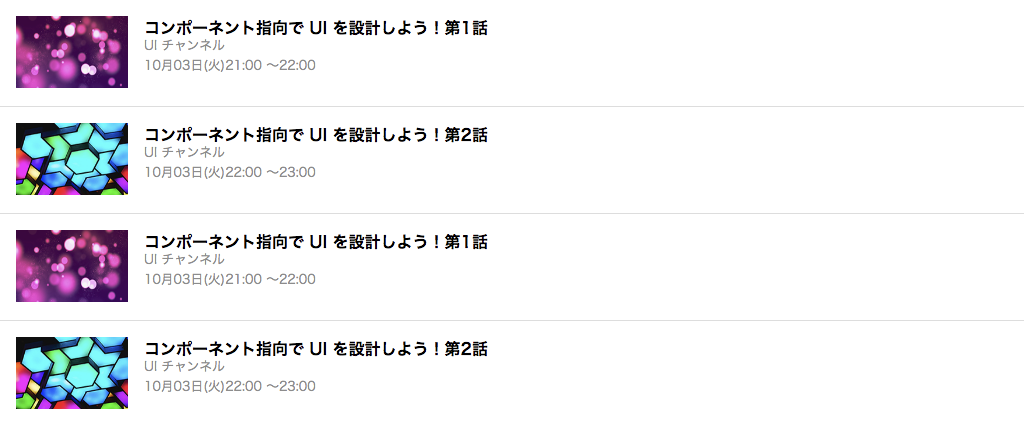 コンポーネント指向で UI を設計しよう！第1話
UI チャンネル
10月03日(火)21:00 〜22:00
コンポーネント指向で UI を設計しよう！第2話
UI チャンネル
10月03日(火)22:00 〜23:00
コンポーネント指向で UI を設計しよう！第1話
UI チャンネル
10月03日(火)21:00 〜22:00
コンポーネント指向で UI を設計しよう！第2話
UI チャンネル
10月03日(火)22:00 〜23:00